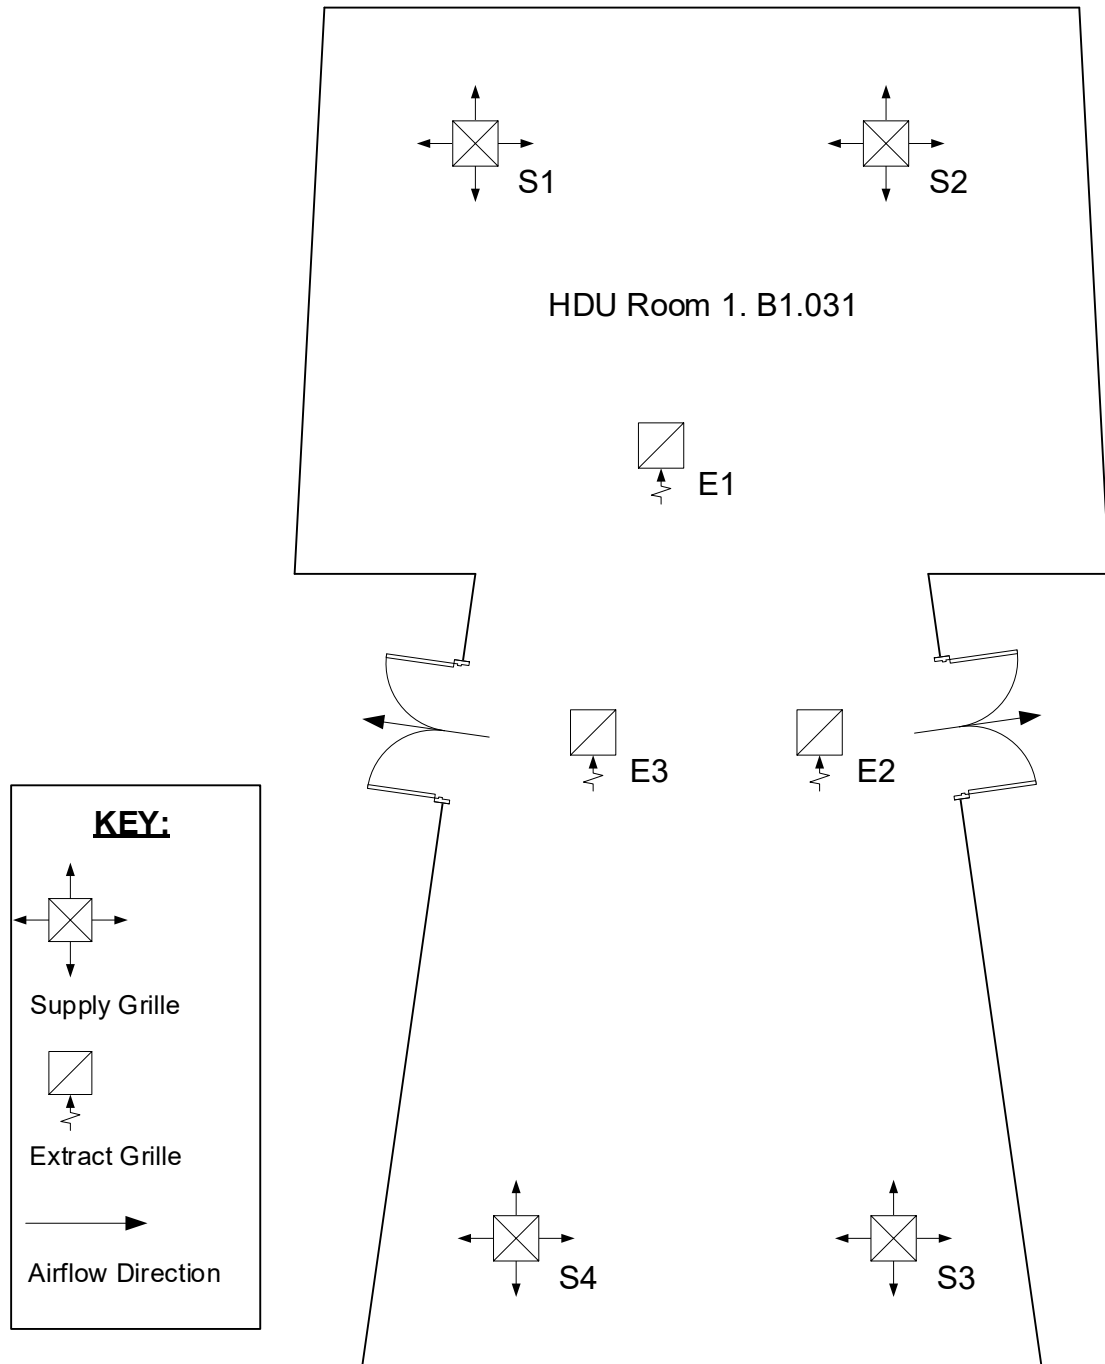 S1
S2
HDU Room 1. B1.031
E1
E3
E2
KEY:
Supply Grille
Extract Grille
Airflow Direction
S4
S3